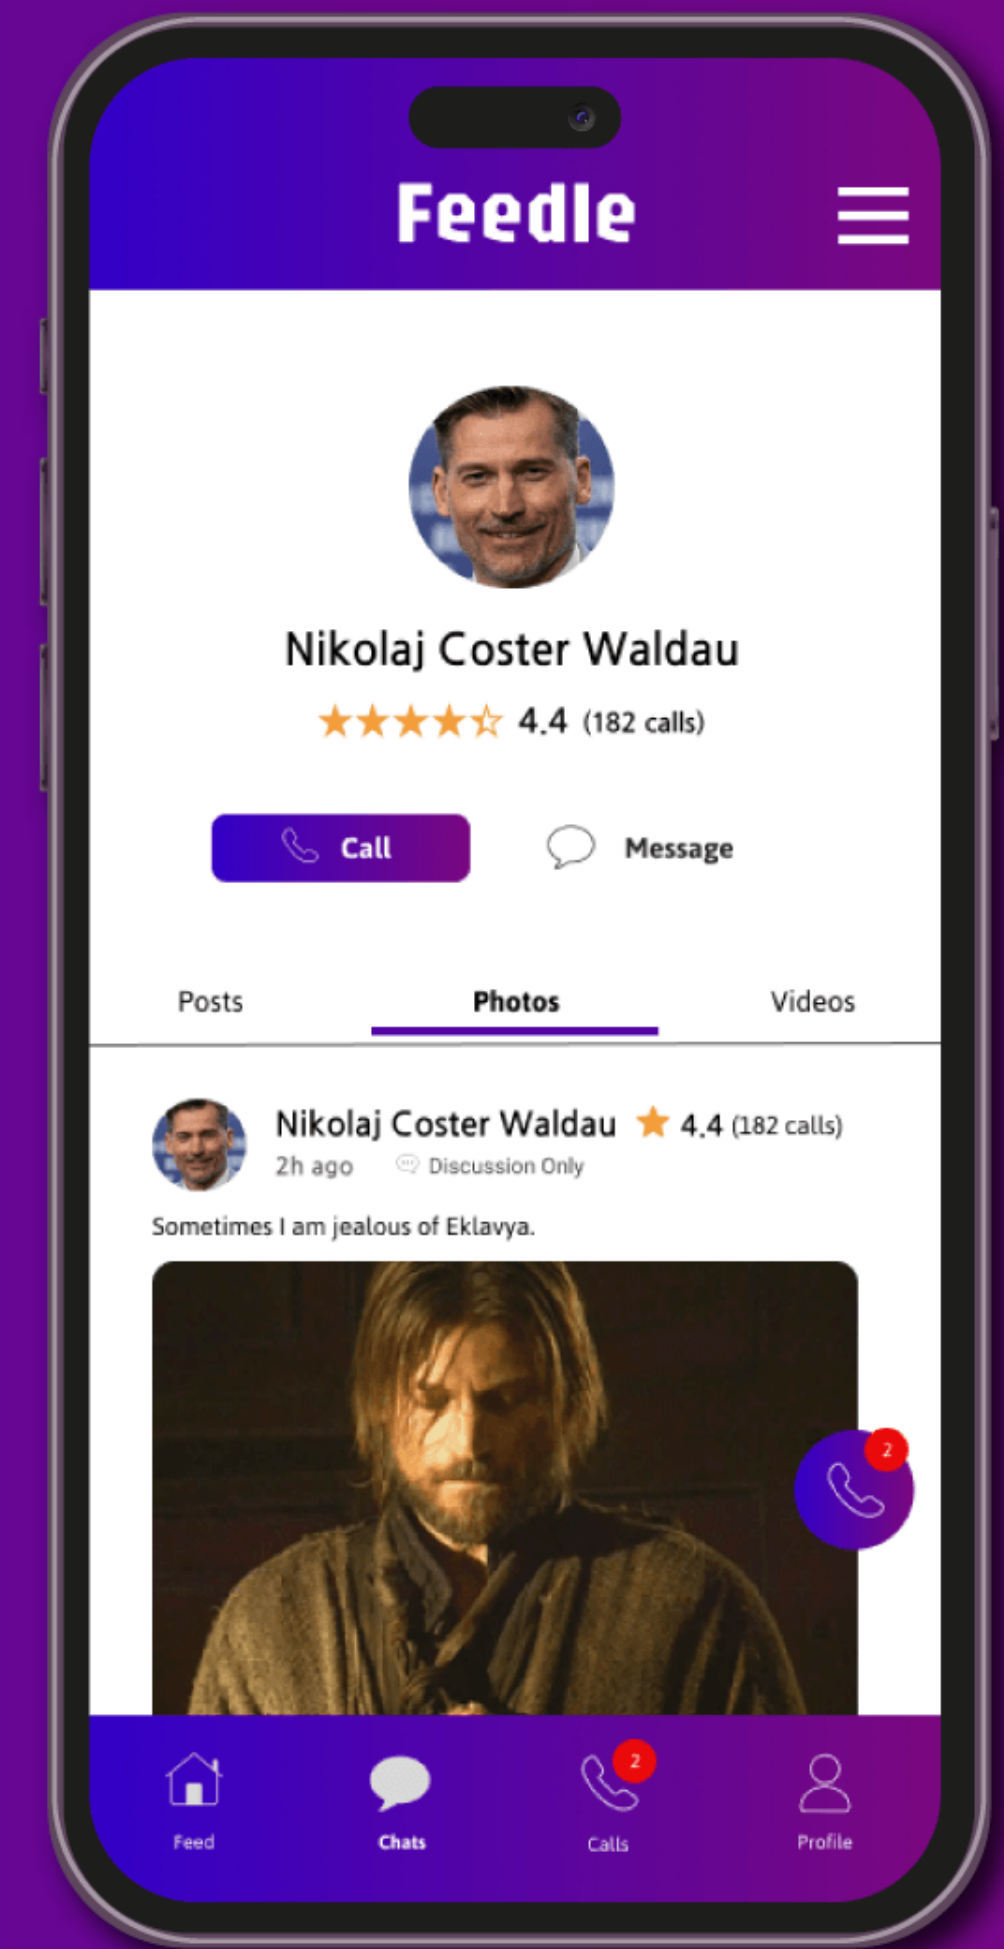 Feedle
Nikolaj Coster Waldau
4.4 (182 calls)
Call
Message
Posts
Photos
Videos
Nikolaj Coster Waldau 4.4 (182 calls)
2h ago Discussion Only
Sometimes I am jealous of Eklavya.
2
2
Feed
Chats
Calls
Profile